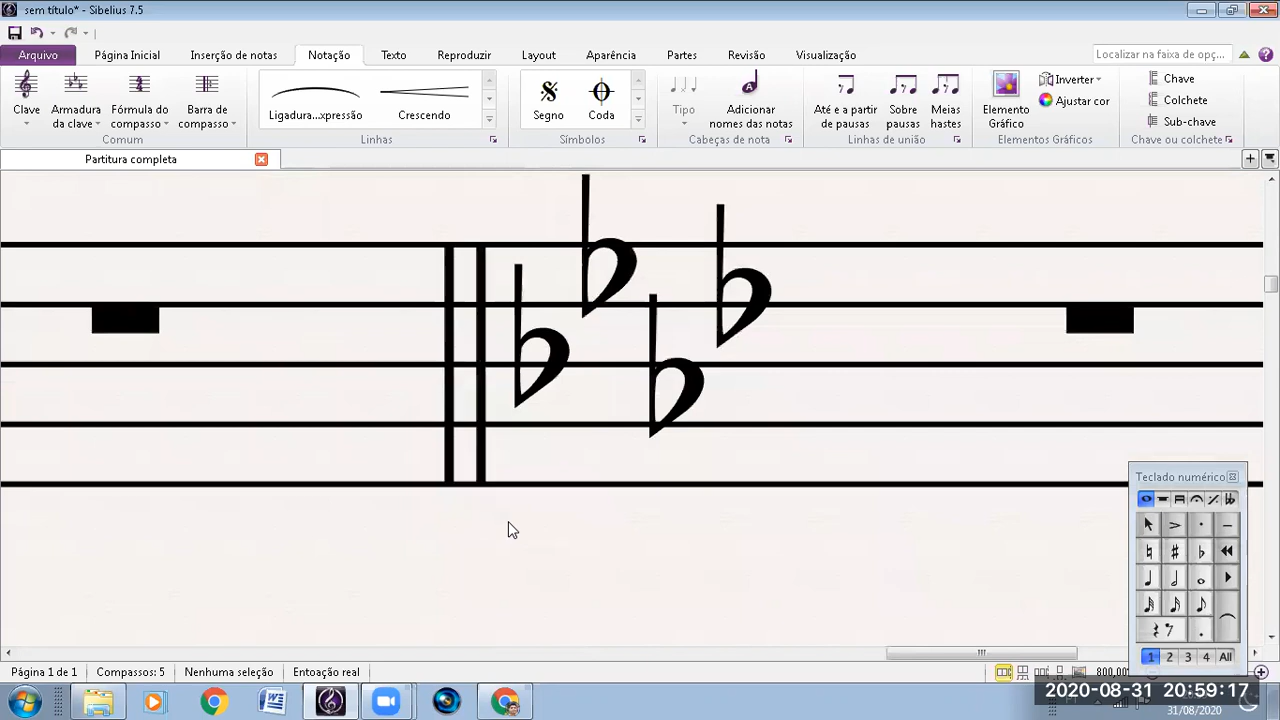 sem título* - Sibelius 7.5
Arquivo Página Inicial Inserção de notas Notação Texto Reproduzir Layout Aparência Partes Revisão Visualização Localizar na faixa de opçõe...
Clave Armadura da clave Fórmula do compasso Barra de compasso
Comum
Ligadura...xpressão Crescendo
Linhas
Segno Coda
Símbolos
Tipo Adicionar nomes das notas
Cabeças de nota
Até e a partir de pausas Sobre pausas Meias hastes
Linhas de união
Elemento Gráfico Inverter Ajustar cor
Elementos Gráficos
Chave
Colchete
Sub-chave
Chave ou colchete
Partitura completa
Teclado numérico
1 2 3 4 All
Página 1 de 1 Compassos: 5 Nenhuma seleção Entoação real
2020-08-31 20:59:17
31/08/2020